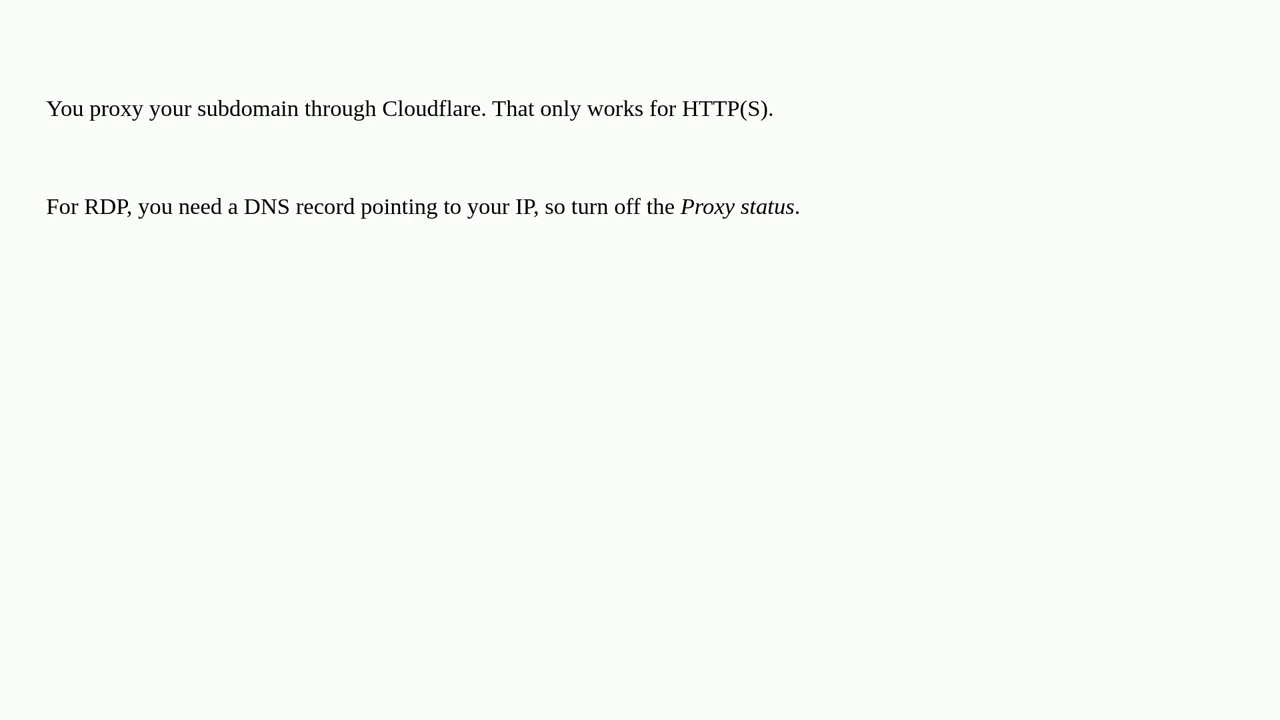 You proxy your subdomain through Cloudflare. That only works for HTTP(S).
For RDP, you need a DNS record pointing to your IP, so turn off the Proxy status.